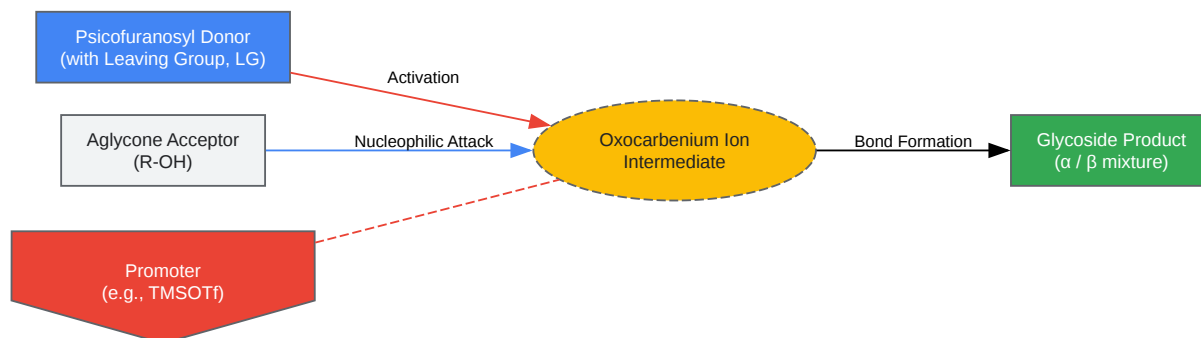 Psicofuranosyl Donor
(with Leaving Group, LG)
Activation
Aglycone Acceptor
(R-OH)
Nucleophilic Attack
Oxocarbenium Ion
Intermediate
Bond Formation
Glycoside Product
(α / β mixture)
Promoter
(e.g., TMSOTf)